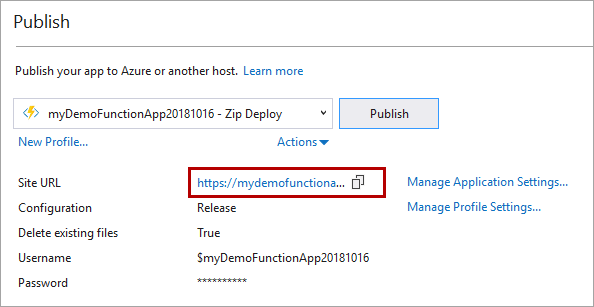 Publish
Publish your app to Azure or another host. Learn more
myDemoFunctionApp20181016 - Zip Deploy
Publish
New Profile...
Actions
Site URL https://mydemofunctiona... Manage Application Settings...
Configuration Release Manage Profile Settings...
Delete existing files True
Username $myDemoFunctionApp20181016
Password **********